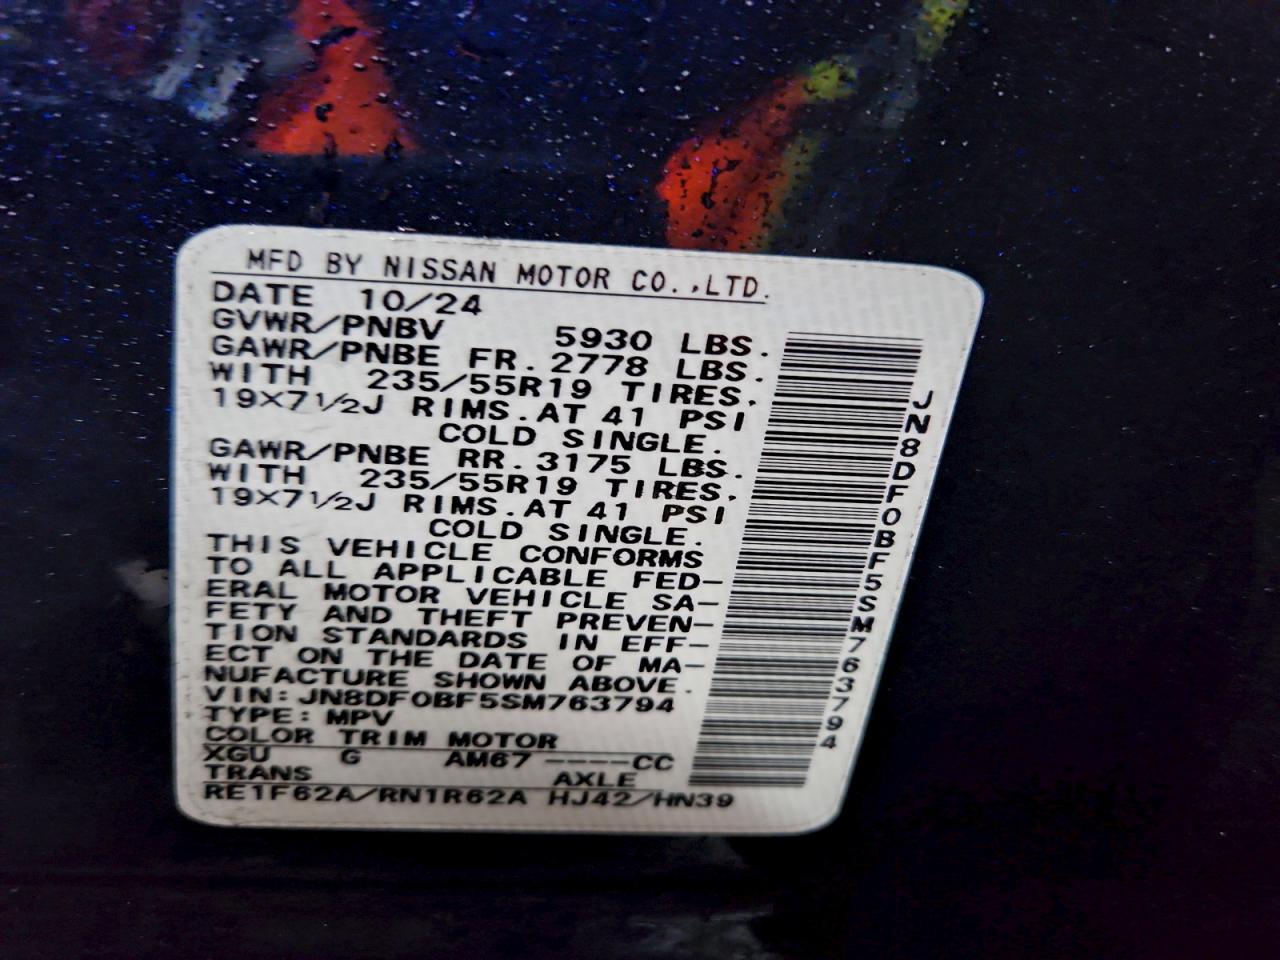 MFD BY NISSAN MOTOR CO.,LTD.
DATE 10/24
GVWR/PNBV 5930 LBS.
GAWR/PNBE FR. 2778 LBS.
WITH 235/55R19 TIRES.
19X7 1/2J RIMS. AT 41 PSI
COLD SINGLE.
GAWR/PNBE RR. 3175 LBS.
WITH 235/55R19 TIRES.
19X7 1/2J RIMS. AT 41 PSI
COLD SINGLE.
THIS VEHICLE CONFORMS
TO ALL APPLICABLE FED-
ERAL MOTOR VEHICLE SA-
FETY AND THEFT PREVEN-
TION STANDARDS IN EFF-
ECT ON THE DATE OF MA-
NUFACTURE SHOWN ABOVE.
VIN: JN8DF0BF5SM763794
TYPE: MPV
COLOR TRIM MOTOR
XGU G AM67 ----CC
TRANS AXLE
RE1F62A/RN1R62A HJ42/HN39
JN8DF0BF5SM763794